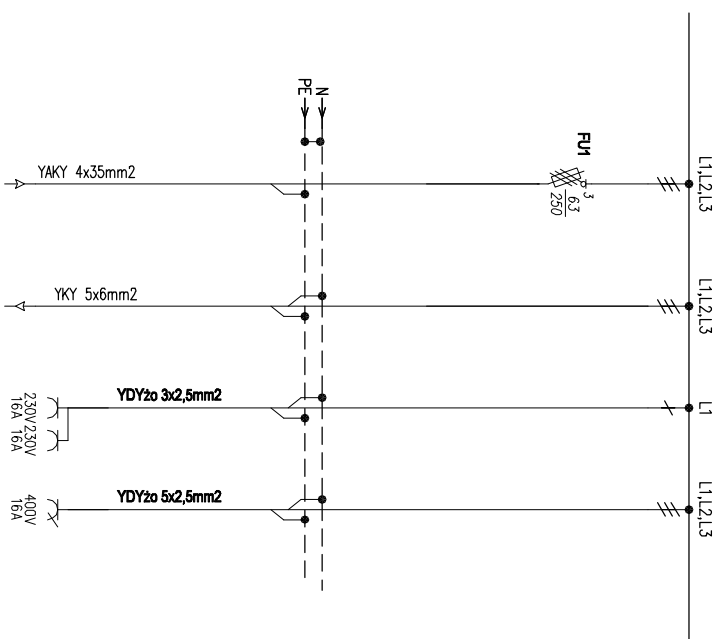 L1,L2,L3
FU1
3
63
250
PE
N
YAKY 4x35mm2
L1,L2,L3
YKY 5x6mm2
L1
YDYżo 3x2,5mm2
230V
16A
230V
16A
L1,L2,L3
YDYżo 5x2,5mm2
400V
16A